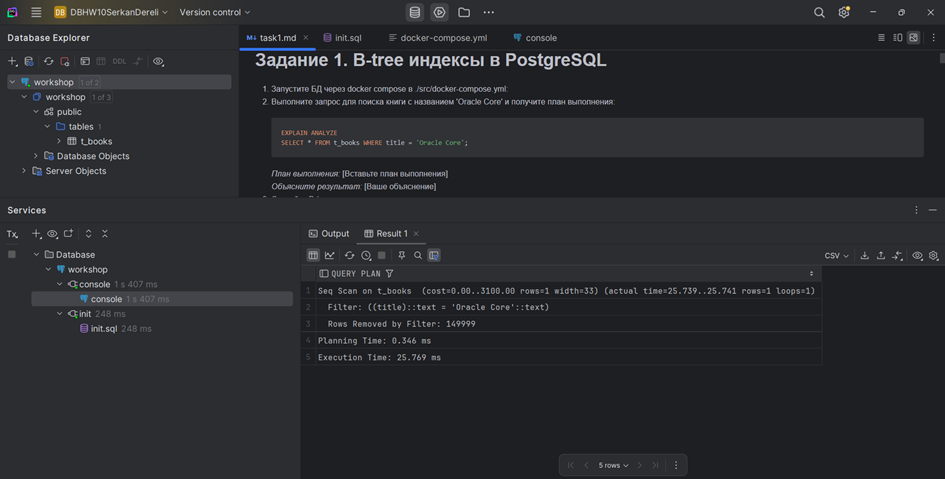 DB DBHW10SerkanDereli Version control
Database Explorer
DDL
workshop 1 of 2
workshop 1 of 3
public
tables 1
t_books
Database Objects
Server Objects
M↓ task1.md
init.sql
docker-compose.yml
console
Задание 1. B-tree индексы в PostgreSQL
1. Запустите БД через docker compose в ./src/docker-compose.yml:
2. Выполните запрос для поиска книги с названием 'Oracle Core' и получите план выполнения:
EXPLAIN ANALYZE
SELECT * FROM t_books WHERE title = 'Oracle Core';
План выполнения: [Вставьте план выполнения]
Объясните результат: [Ваше объяснение]
Services
Tx
Database
workshop
console 1 s 407 ms
console 1 s 407 ms
init 248 ms
init.sql 248 ms
Output Result 1
CSV
QUERY PLAN
1 Seq Scan on t_books (cost=0.00..3100.00 rows=1 width=33) (actual time=25.739..25.741 rows=1 loops=1)
2 Filter: ((title)::text = 'Oracle Core'::text)
3 Rows Removed by Filter: 149999
4 Planning Time: 0.346 ms
5 Execution Time: 25.769 ms
5 rows